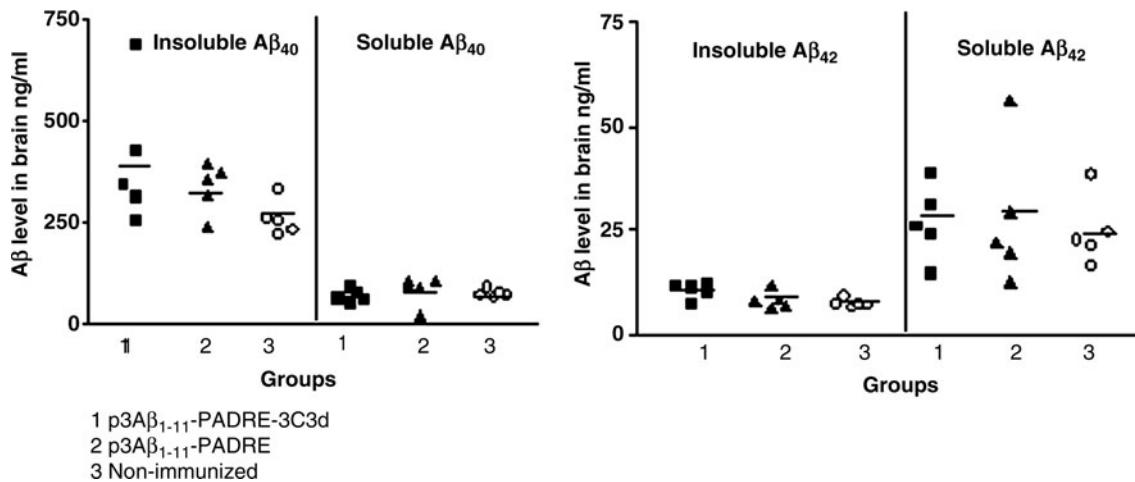 750
Insoluble Aβ40
Soluble Aβ40
500
250
0
Aβ level in brain ng/ml
1 2 3 1 2 3
Groups
75
Insoluble Aβ42
Soluble Aβ42
50
25
0
Aβ level in brain ng/ml
1 2 3 1 2 3
Groups
1 p3Aβ1-11-PADRE-3C3d
2 p3Aβ1-11-PADRE
3 Non-immunized